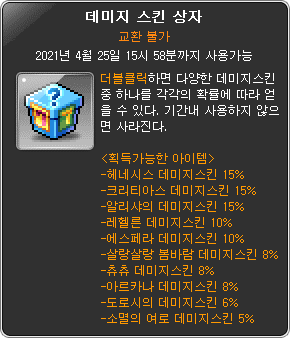 데미지 스킨 상자
교환 불가
2021년 4월 25일 15시 58분까지 사용가능
더블클릭하면 다양한 데미지스킨
중 하나를 각각의 확률에 따라 얻
을 수 있다. 기간내 사용하지 않으
면 사라진다.
<획득가능한 아이템>
-헤네시스 데미지스킨 15%
-크리티아스 데미지스킨 15%
-알리샤의 데미지스킨 15%
-레헬른 데미지스킨 10%
-에스페라 데미지스킨 10%
-살랑살랑 봄바람 데미지스킨 8%
-츄츄 데미지스킨 8%
-아르카나 데미지스킨 8%
-도로시의 데미지스킨 6%
-소멸의 여로 데미지스킨 5%